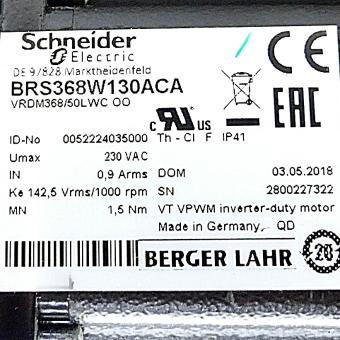 Schneider
Electric
DE 97828 Marktheidenfeld
BRS368W130ACA
VRDM368/50LWC OO
c RU US
EAC
ID-No 0052224035000 Th - Cl F IP41
Umax 230 VAC
IN 0,9 Arms DOM 03.05.2018
Ke 142,5 Vrms/1000 rpm SN 2800227322
MN 1,5 Nm VT VPWM inverter-duty motor
Made in Germany, QD
BERGER LAHR
20